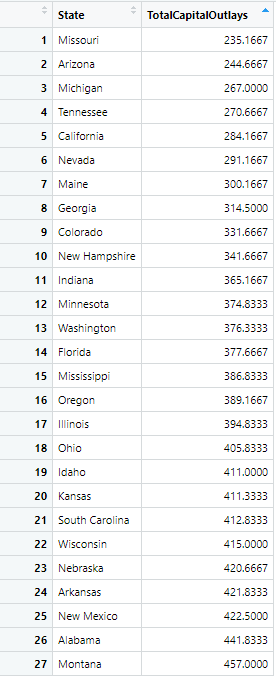 State TotalCapitalOutlays
1 Missouri 235.1667
2 Arizona 244.6667
3 Michigan 267.0000
4 Tennessee 270.6667
5 California 284.1667
6 Nevada 291.1667
7 Maine 300.1667
8 Georgia 314.5000
9 Colorado 331.6667
10 New Hampshire 341.6667
11 Indiana 365.1667
12 Minnesota 374.8333
13 Washington 376.3333
14 Florida 377.6667
15 Mississippi 386.8333
16 Oregon 389.1667
17 Illinois 394.8333
18 Ohio 405.8333
19 Idaho 411.0000
20 Kansas 411.3333
21 South Carolina 412.8333
22 Wisconsin 415.0000
23 Nebraska 420.6667
24 Arkansas 421.8333
25 New Mexico 422.5000
26 Alabama 441.8333
27 Montana 457.0000